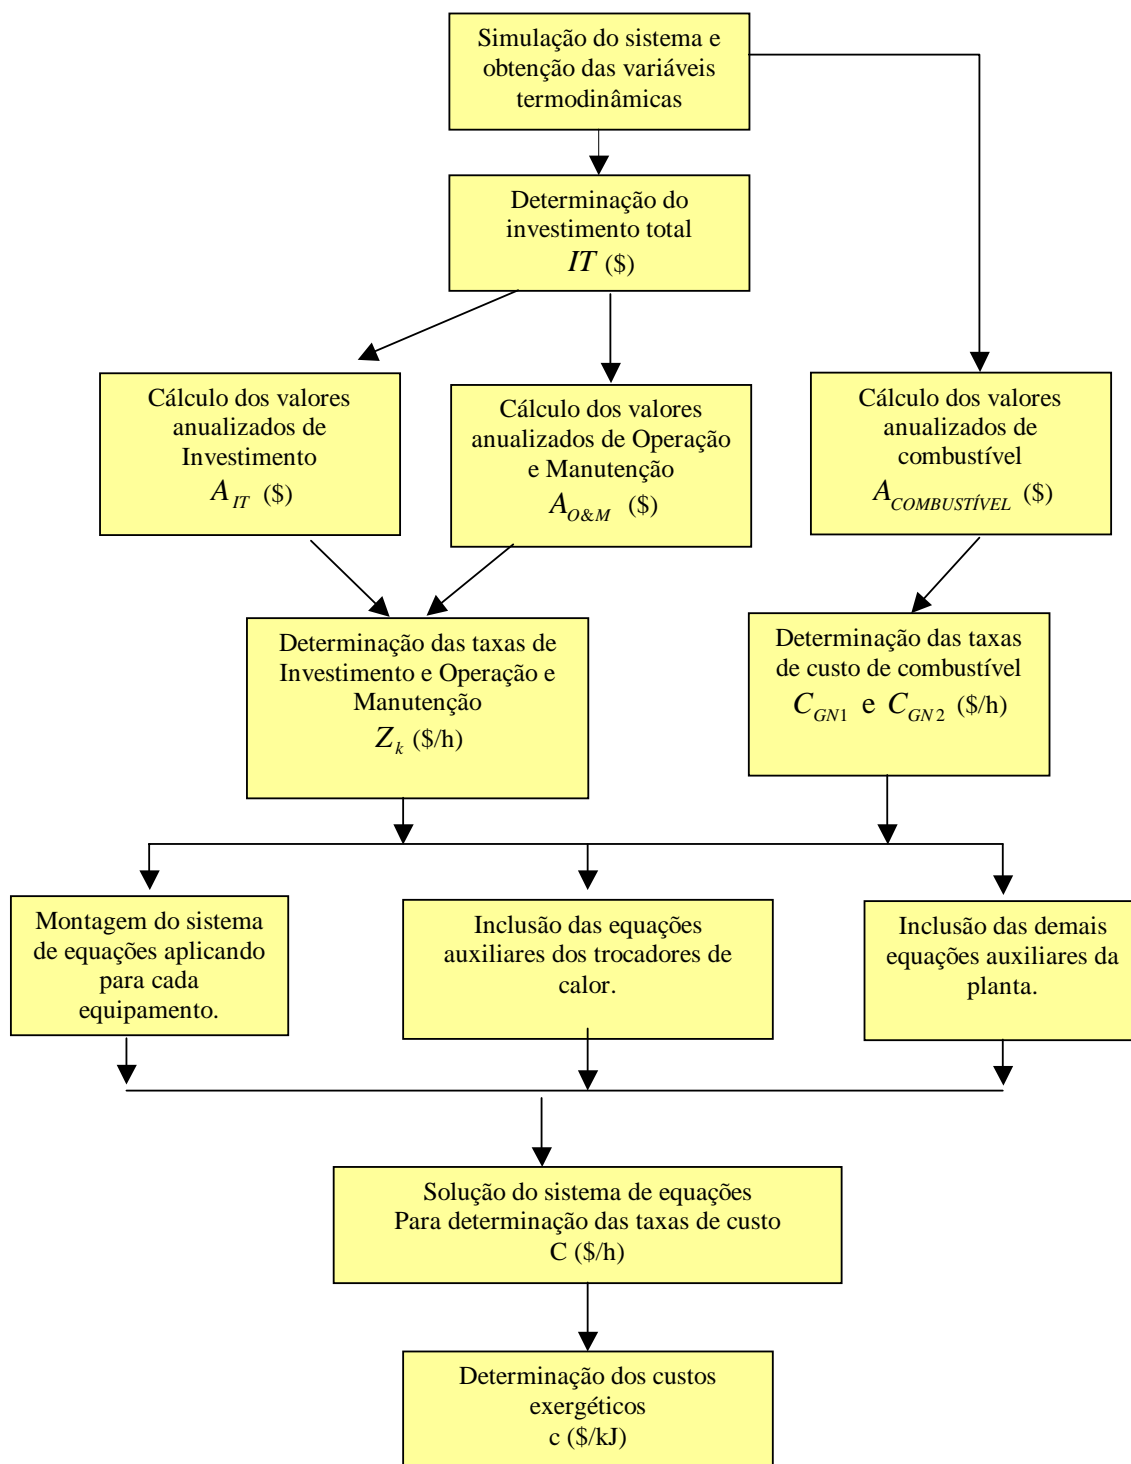 Simulação do sistema e
obtenção das variáveis
termodinâmicas
Determinação do
investimento total
IT ($)
Cálculo dos valores
anualizados de
Investimento
A_IT ($)
Cálculo dos valores
anualizados de Operação
e Manutenção
A_O&M ($)
Cálculo dos valores
anualizados de
combustível
A_COMBUSTÍVEL ($)
Determinação das taxas de
Investimento e Operação e
Manutenção
Z_k ($/h)
Determinação das taxas
de custo de combustível
C_GN1 e C_GN2 ($/h)
Montagem do sistema
de equações aplicando
para cada
equipamento.
Inclusão das equações
auxiliares dos trocadores de
calor.
Inclusão das demais
equações auxiliares da
planta.
Solução do sistema de equações
Para determinação das taxas de custo
C ($/h)
Determinação dos custos
exergéticos
c ($/kJ)